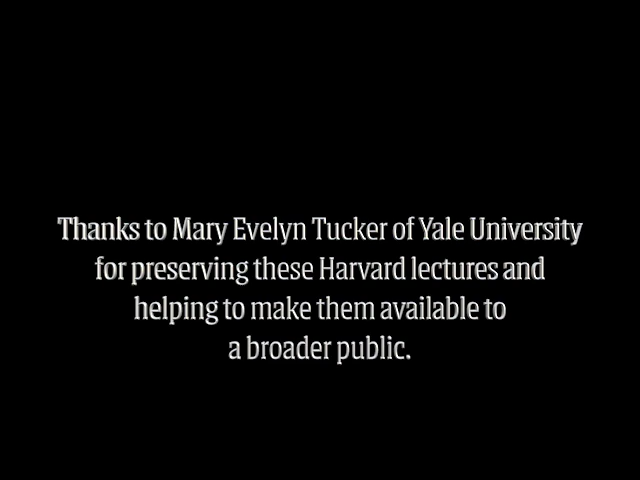 Thanks to Mary Evelyn Tucker of Yale University
for preserving these Harvard lectures and
helping to make them available to
a broader public.